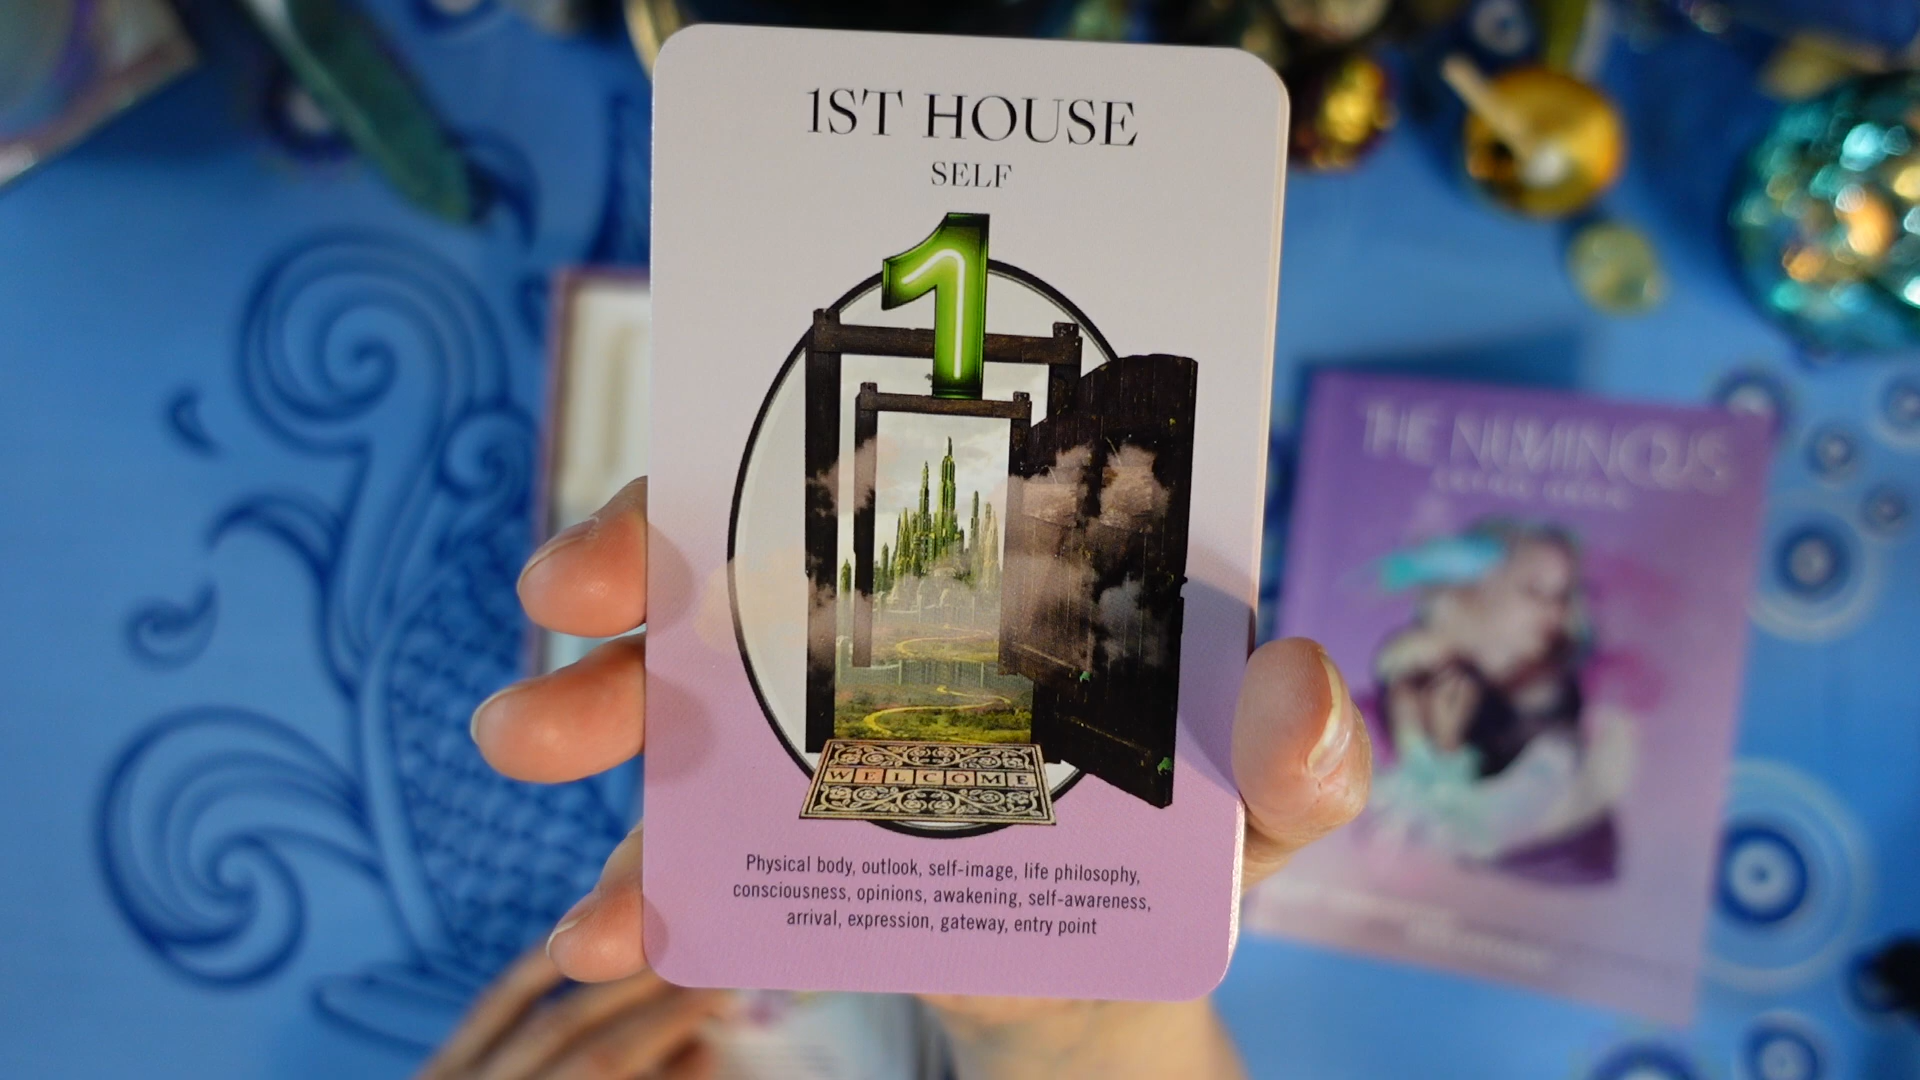 1ST HOUSE
SELF
1
WELCOME
Physical body, outlook, self-image, life philosophy,
consciousness, opinions, awakening, self-awareness,
arrival, expression, gateway, entry point
THE NUMINOUS